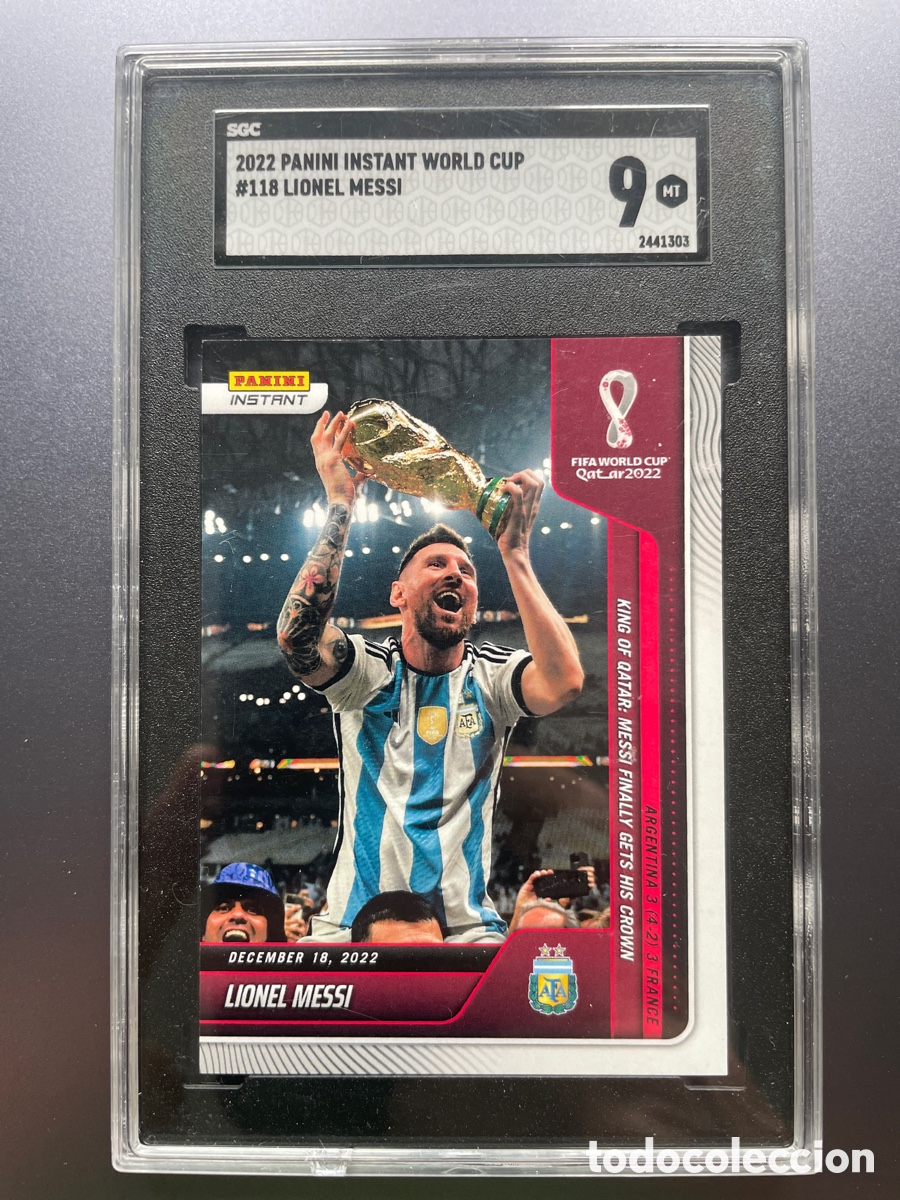 SGC
2022 PANINI INSTANT WORLD CUP
#118 LIONEL MESSI
9
MT
2441303
PANINI
INSTANT
FIFA WORLD CUP
Qatar2022
KING OF QATAR: MESSI FINALLY GETS HIS CROWN
ARGENTINA 3 (4-2) 3 FRANCE
FIFA
AFA
DECEMBER 18, 2022
LIONEL MESSI
AFA
todocoleccion